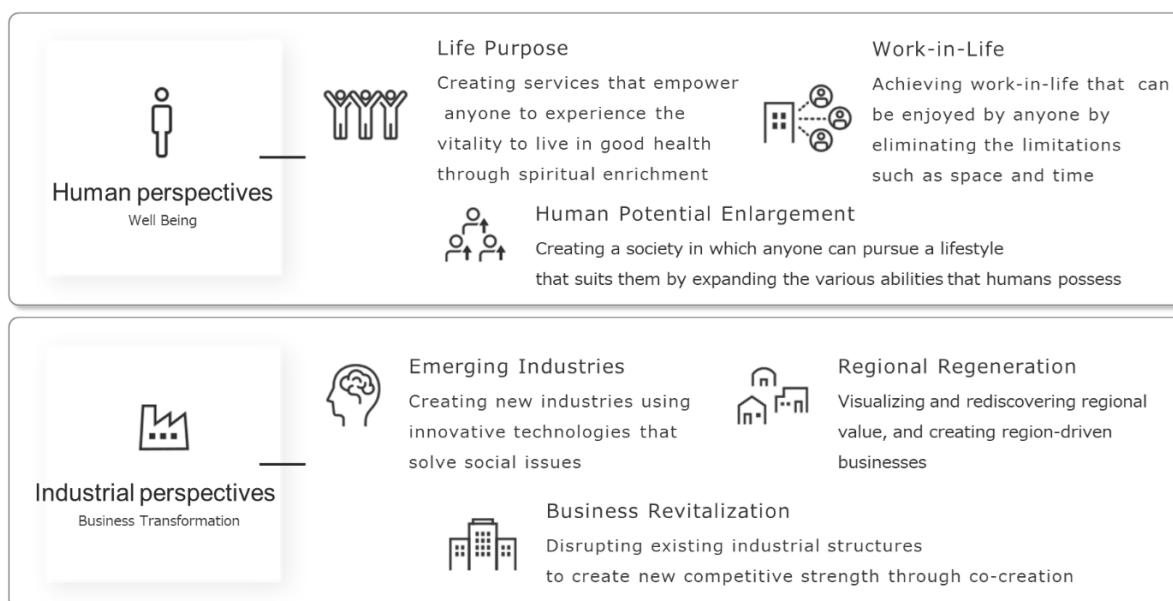 Human perspectives
Well Being
Life Purpose
Creating services that empower
anyone to experience the
vitality to live in good health
through spiritual enrichment
Work-in-Life
Achieving work-in-life that can
be enjoyed by anyone by
eliminating the limitations
such as space and time
Human Potential Enlargement
Creating a society in which anyone can pursue a lifestyle
that suits them by expanding the various abilities that humans possess
Industrial perspectives
Business Transformation
Emerging Industries
Creating new industries using
innovative technologies that
solve social issues
Regional Regeneration
Visualizing and rediscovering regional
value, and creating region-driven
businesses
Business Revitalization
Disrupting existing industrial structures
to create new competitive strength through co-creation